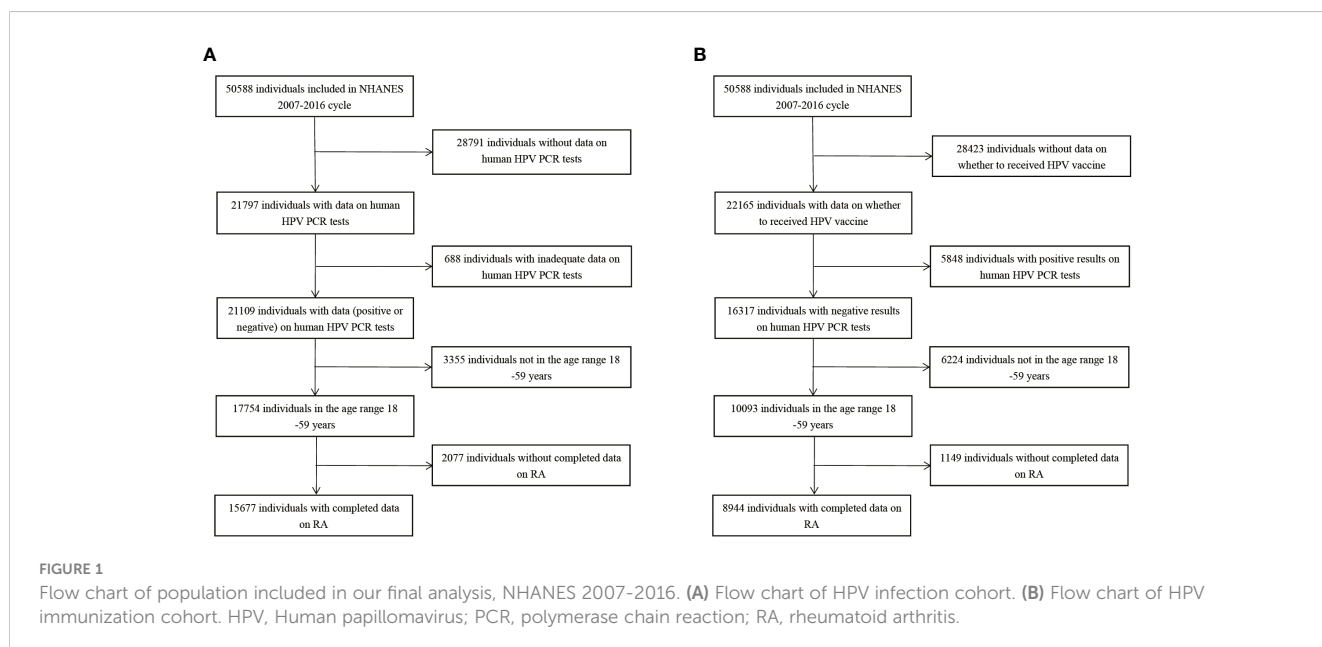 A
50588 individuals included in NHANES
2007-2016 cycle
28791 individuals without data on
human HPV PCR tests
21797 individuals with data on human
HPV PCR tests
688 individuals with inadequate data on
human HPV PCR tests
21109 individuals with data (positive or
negative) on human HPV PCR tests
3355 individuals not in the age range 18
-59 years
17754 individuals in the age range 18
-59 years
2077 individuals without completed data
on RA
15677 individuals with completed data
on RA
B
50588 individuals included in NHANES
2007-2016 cycle
28423 individuals without data on
whether to received HPV vaccine
22165 individuals with data on whether
to received HPV vaccine
5848 individuals with positive results on
human HPV PCR tests
16317 individuals with negative results
on human HPV PCR tests
6224 individuals not in the age range 18
-59 years
10093 individuals in the age range 18
-59 years
1149 individuals without completed data
on RA
8944 individuals with completed data on
RA
FIGURE 1
Flow chart of population included in our final analysis, NHANES 2007-2016. (A) Flow chart of HPV infection cohort. (B) Flow chart of HPV
immunization cohort. HPV, Human papillomavirus; PCR, polymerase chain reaction; RA, rheumatoid arthritis.